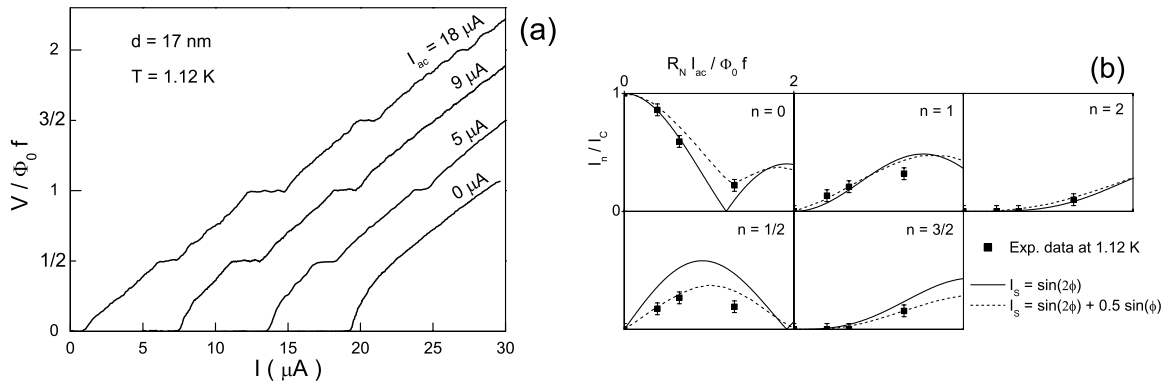 (a)
d = 17 nm
T = 1.12 K
I_ac = 18 μA
9 μA
5 μA
0 μA
2
3/2
1
1/2
0
V / Φ₀ f
0 5 10 15 20 25 30
I ( μA )
(b)
R_N I_ac / Φ₀ f
0 2
1
0
I_n / I_C
n = 0
n = 1
n = 2
n = 1/2
n = 3/2
Exp. data at 1.12 K
I_S = sin(2ϕ)
I_S = sin(2ϕ) + 0.5 sin(ϕ)